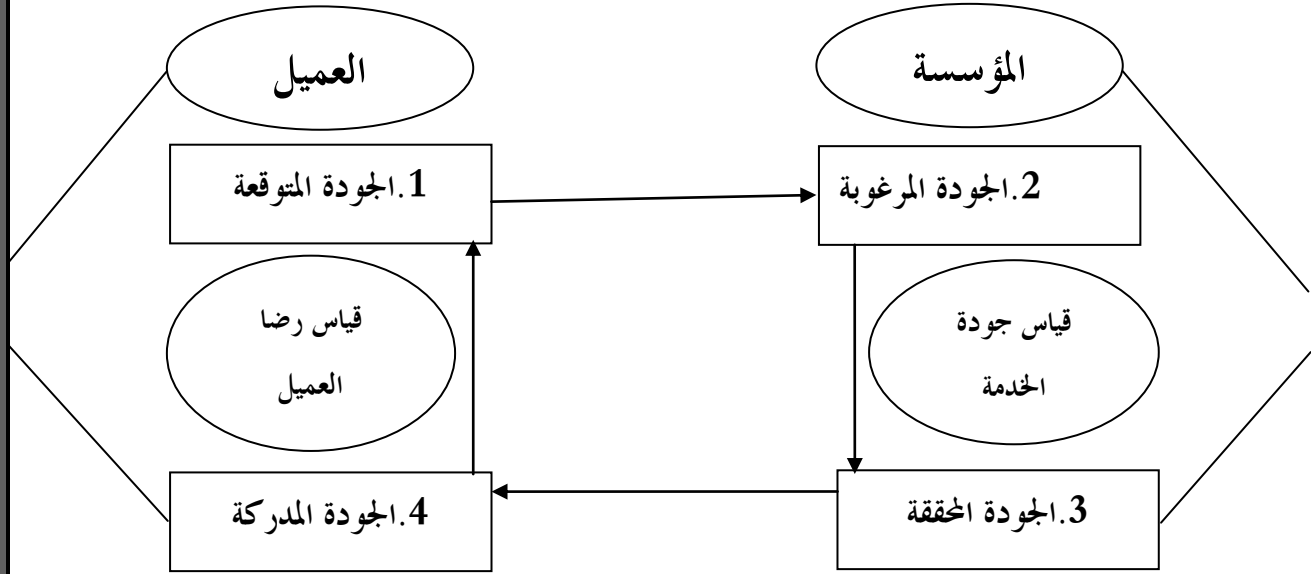 المؤسسة
العميل
2.الجودة المرغوبة
1.الجودة المتوقعة
قياس جودة
الخدمة
قياس رضا
العميل
3.الجودة المحققة
4.الجودة المدركة